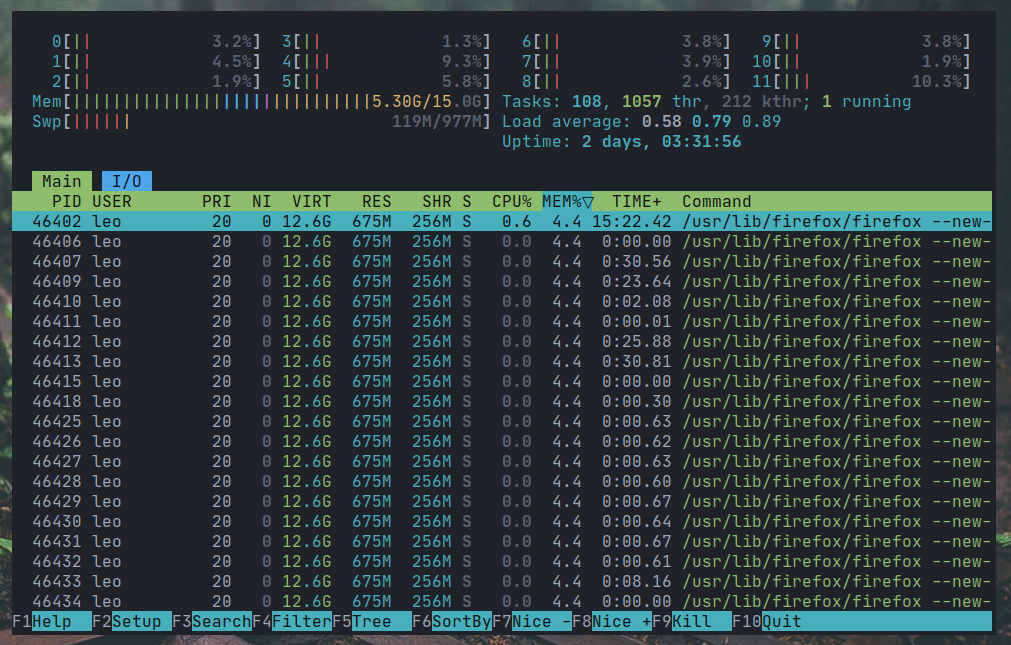 0[|| 3.2%] 3[|| 1.3%] 6[|| 3.8%] 9[|| 3.8%]
1[|| 4.5%] 4[||| 9.3%] 7[|| 3.9%] 10[|| 1.9%]
2[|| 1.9%] 5[|| 5.8%] 8[|| 2.6%] 11[||| 10.3%]
Mem[||||||||||||||||||||||||||||||5.30G/15.0G] Tasks: 108, 1057 thr, 212 kthr; 1 running
Swp[|||||| 119M/977M] Load average: 0.58 0.79 0.89
Uptime: 2 days, 03:31:56
Main I/O
PID USER PRI NI VIRT RES SHR S CPU% MEM%▽ TIME+ Command
46402 leo 20 0 12.6G 675M 256M S 0.6 4.4 15:22.42 /usr/lib/firefox/firefox --new-
46406 leo 20 0 12.6G 675M 256M S 0.0 4.4 0:00.00 /usr/lib/firefox/firefox --new-
46407 leo 20 0 12.6G 675M 256M S 0.0 4.4 0:30.56 /usr/lib/firefox/firefox --new-
46409 leo 20 0 12.6G 675M 256M S 0.0 4.4 0:23.64 /usr/lib/firefox/firefox --new-
46410 leo 20 0 12.6G 675M 256M S 0.0 4.4 0:02.08 /usr/lib/firefox/firefox --new-
46411 leo 20 0 12.6G 675M 256M S 0.0 4.4 0:00.01 /usr/lib/firefox/firefox --new-
46412 leo 20 0 12.6G 675M 256M S 0.0 4.4 0:25.88 /usr/lib/firefox/firefox --new-
46413 leo 20 0 12.6G 675M 256M S 0.0 4.4 0:30.81 /usr/lib/firefox/firefox --new-
46415 leo 20 0 12.6G 675M 256M S 0.0 4.4 0:00.00 /usr/lib/firefox/firefox --new-
46418 leo 20 0 12.6G 675M 256M S 0.0 4.4 0:00.30 /usr/lib/firefox/firefox --new-
46425 leo 20 0 12.6G 675M 256M S 0.0 4.4 0:00.63 /usr/lib/firefox/firefox --new-
46426 leo 20 0 12.6G 675M 256M S 0.0 4.4 0:00.62 /usr/lib/firefox/firefox --new-
46427 leo 20 0 12.6G 675M 256M S 0.0 4.4 0:00.63 /usr/lib/firefox/firefox --new-
46428 leo 20 0 12.6G 675M 256M S 0.0 4.4 0:00.60 /usr/lib/firefox/firefox --new-
46429 leo 20 0 12.6G 675M 256M S 0.0 4.4 0:00.67 /usr/lib/firefox/firefox --new-
46430 leo 20 0 12.6G 675M 256M S 0.0 4.4 0:00.64 /usr/lib/firefox/firefox --new-
46431 leo 20 0 12.6G 675M 256M S 0.0 4.4 0:00.67 /usr/lib/firefox/firefox --new-
46432 leo 20 0 12.6G 675M 256M S 0.0 4.4 0:00.61 /usr/lib/firefox/firefox --new-
46433 leo 20 0 12.6G 675M 256M S 0.0 4.4 0:08.16 /usr/lib/firefox/firefox --new-
46434 leo 20 0 12.6G 675M 256M S 0.0 4.4 0:00.00 /usr/lib/firefox/firefox --new-
F1Help F2Setup F3SearchF4FilterF5Tree F6SortByF7Nice -F8Nice +F9Kill F10Quit